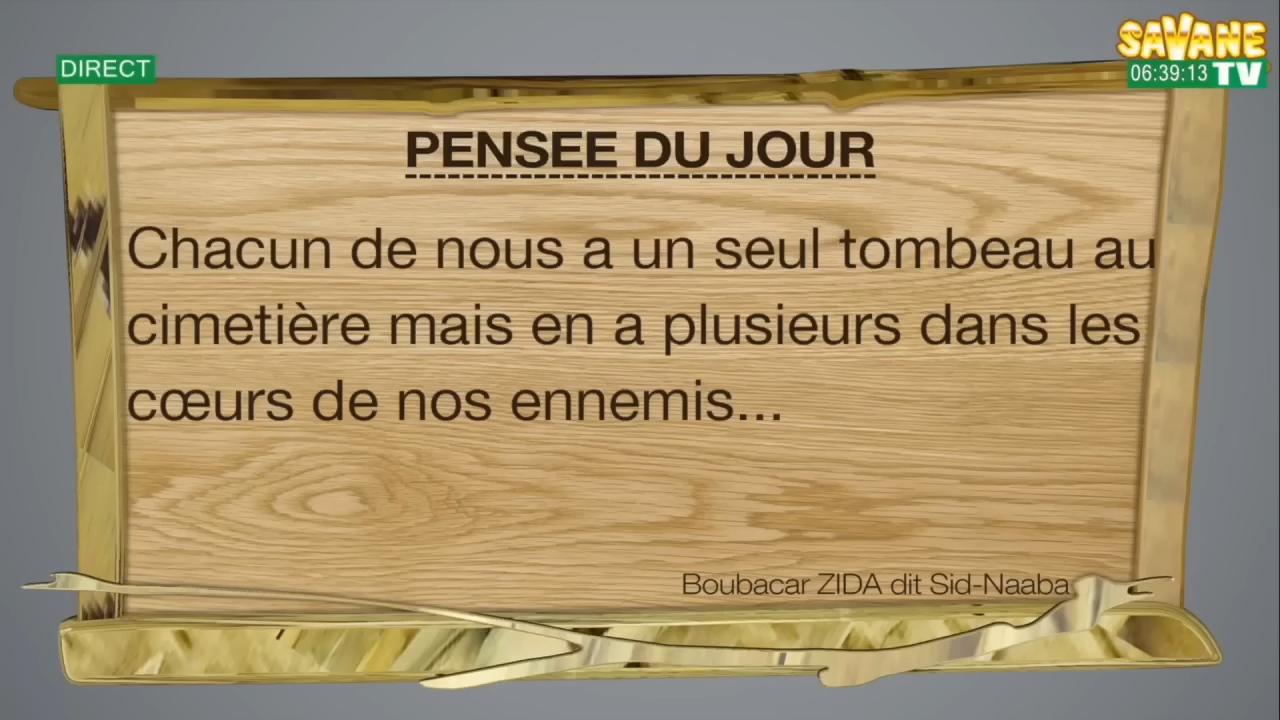 DIRECT
SAVANE
06:39:13 TV
PENSEE DU JOUR
Chacun de nous a un seul tombeau au
cimetière mais en a plusieurs dans les
cœurs de nos ennemis...
Boubacar ZIDA dit Sid-Naaba